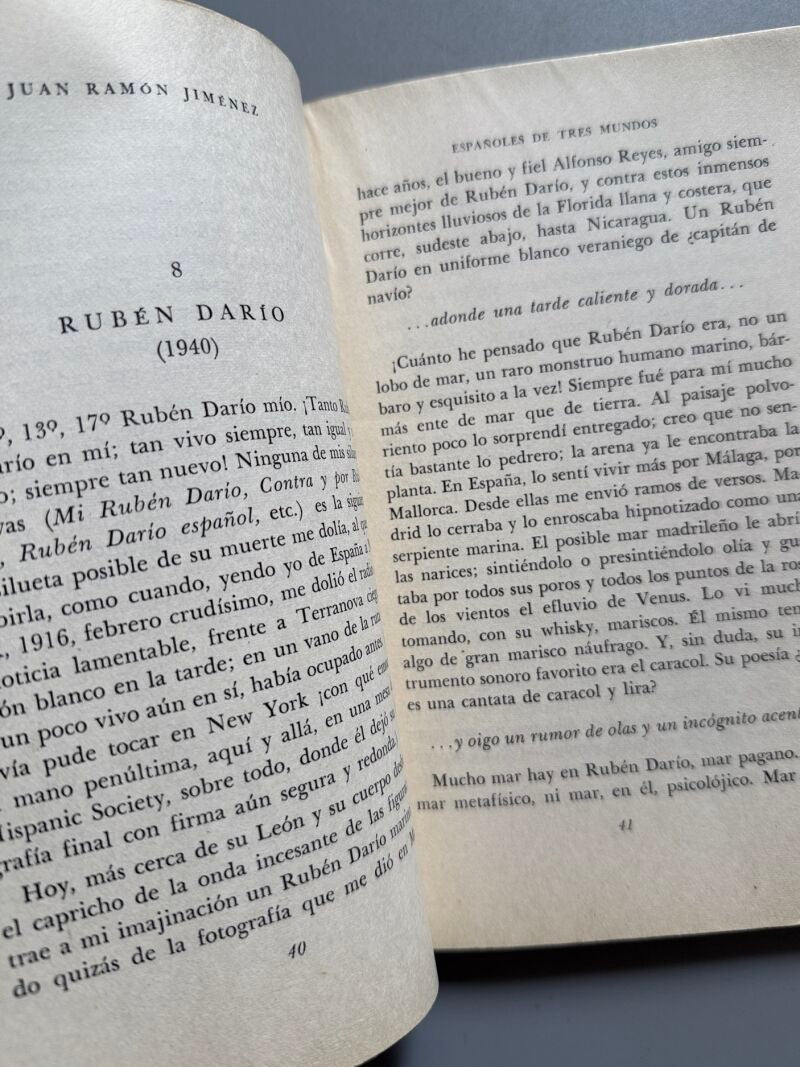 JUAN RAMÓN JIMÉNEZ
8
RUBÉN DARÍO
(1940)
13º, 17º Rubén Darío mío. ¡Tanto
en mí; tan vivo siempre, tan igual
siempre tan nuevo! Ninguna de mis
(Mi Rubén Darío, Contra y por
Rubén Darío español, etc.) es la
silueta posible de su muerte me dolía, al
como cuando, yendo yo de España a
1916, febrero crudísimo, me dolió el
lamentable, frente a Terranova
blanco en la tarde; en un vano de la
un poco vivo aún en sí, había ocupado antes
pude tocar en New York ¡con qué
mano penúltima, aquí y allá, en una mesa
Hispanic Society, sobre todo, donde él dejó
final con firma aún segura y redonda.
Hoy, más cerca de su León y su cuerpo
el capricho de la onda incesante de las
trae a mi imajinación un Rubén Darío
do quizás de la fotografía que me dió en
40
ESPAÑOLES DE TRES MUNDOS
hace años, el bueno y fiel Alfonso Reyes, amigo siem-
pre mejor de Rubén Darío, y contra estos inmensos
horizontes lluviosos de la Florida llana y costera, que
corre, sudeste abajo, hasta Nicaragua. Un Rubén
Darío en uniforme blanco veraniego de ¿capitán de
navío?
...adonde una tarde caliente y dorada...
¡Cuánto he pensado que Rubén Darío era, no un
lobo de mar, un raro monstruo humano marino, bár-
baro y esquisito a la vez! Siempre fué para mí mucho
más ente de mar que de tierra. Al paisaje polvo-
riento poco lo sorprendí entregado; creo que no sen-
tía bastante lo pedrero; la arena ya le encontraba la
planta. En España, lo sentí vivir más por Málaga, por
Mallorca. Desde ellas me envió ramos de versos. Ma-
drid lo cerraba y lo enroscaba hipnotizado como una
serpiente marina. El posible mar madrileño le abrí
las narices; sintiéndolo o presintiéndolo olía y gus
taba por todos sus poros y todos los puntos de la ros
de los vientos el efluvio de Venus. Lo vi much
tomando, con su whisky, mariscos. Él mismo ten
algo de gran marisco náufrago. Y, sin duda, su in
trumento sonoro favorito era el caracol. Su poesía ¿
es una cantata de caracol y lira?
...y oigo un rumor de olas y un incógnito acent
Mucho mar hay en Rubén Darío, mar pagano.
mar metafísico, ni mar, en él, psicolójico. Mar
41